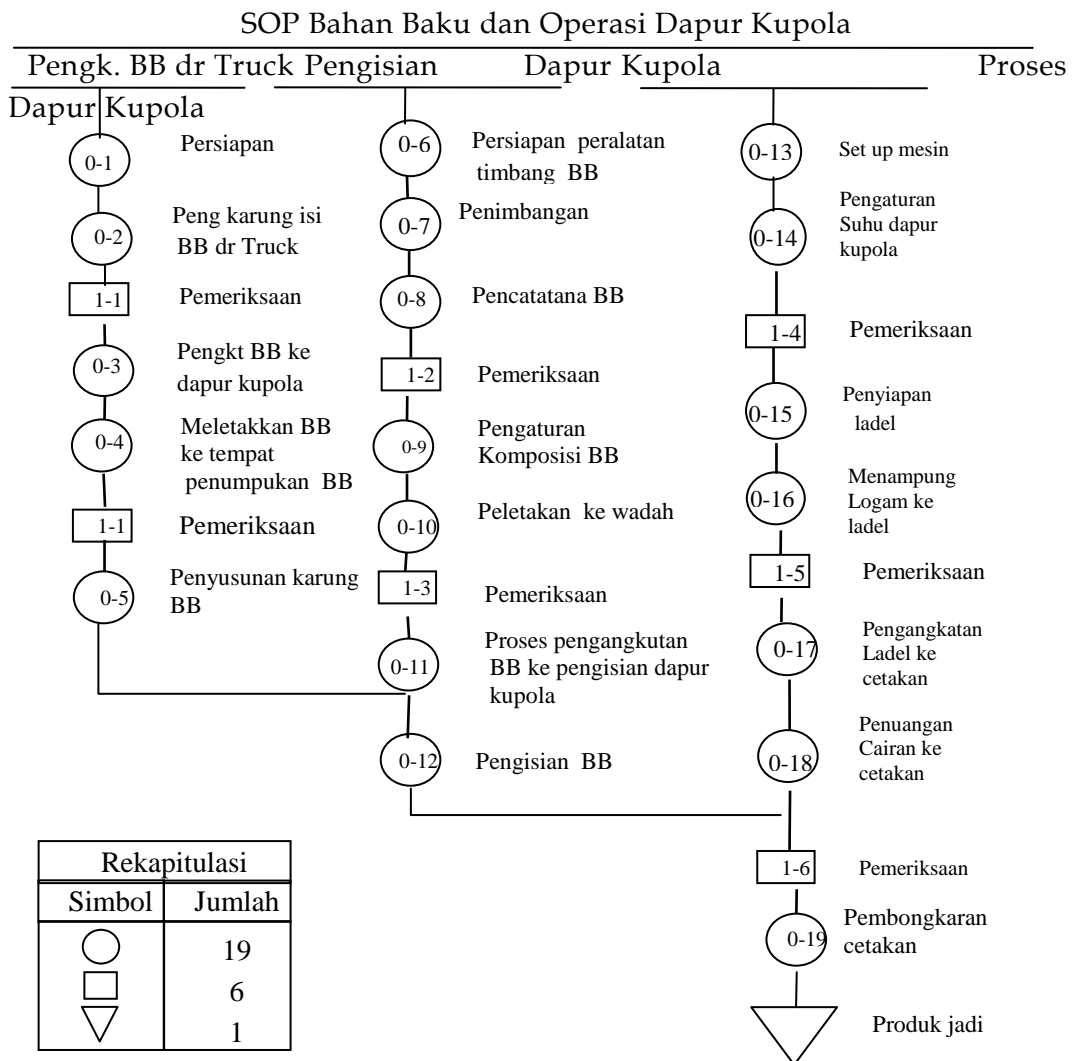 SOP Bahan Baku dan Operasi Dapur Kupola
Pengk. BB dr Truck Pengisian Dapur Kupola Proses
Dapur Kupola
0-1
Persiapan
0-2
Peng karung isi
BB dr Truck
1-1
Pemeriksaan
0-3
Pengkt BB ke
dapur kupola
0-4
Meletakkan BB
ke tempat
penumpukan BB
1-1
Pemeriksaan
0-5
Penyusunan karung
BB
0-6
Persiapan peralatan
timbang BB
0-7
Penimbangan
0-8
Pencatatana BB
1-2
Pemeriksaan
0-9
Pengaturan
Komposisi BB
0-10
Peletakan ke wadah
1-3
Pemeriksaan
0-11
Proses pengangkutan
BB ke pengisian dapur
kupola
0-12
Pengisian BB
0-13
Set up mesin
0-14
Pengaturan
Suhu dapur
kupola
1-4
Pemeriksaan
0-15
Penyiapan
ladel
0-16
Menampung
Logam ke
ladel
1-5
Pemeriksaan
0-17
Pengangkatan
Ladel ke
cetakan
0-18
Penuangan
Cairan ke
cetakan
1-6
Pemeriksaan
0-19
Pembongkaran
cetakan
Produk jadi
Rekapitulasi
Simbol Jumlah
19
6
1